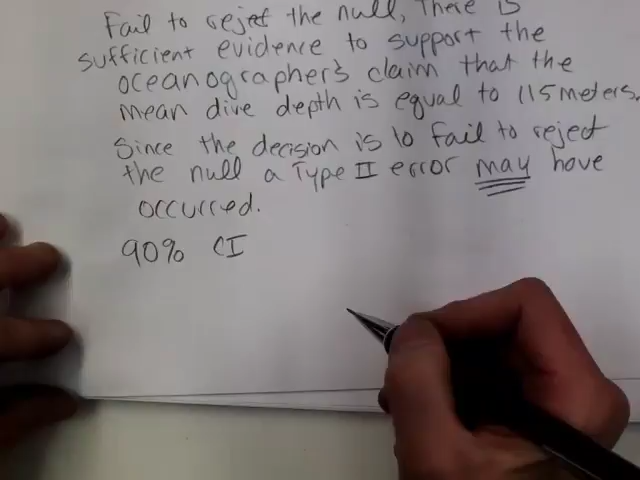 Fail to reject the null, There is
sufficient evidence to support the
oceanographer's claim that the
mean dive depth is equal to 115 meters.
Since the decision is to fail to reject
the null a Type II error may have
occurred.
90% CI